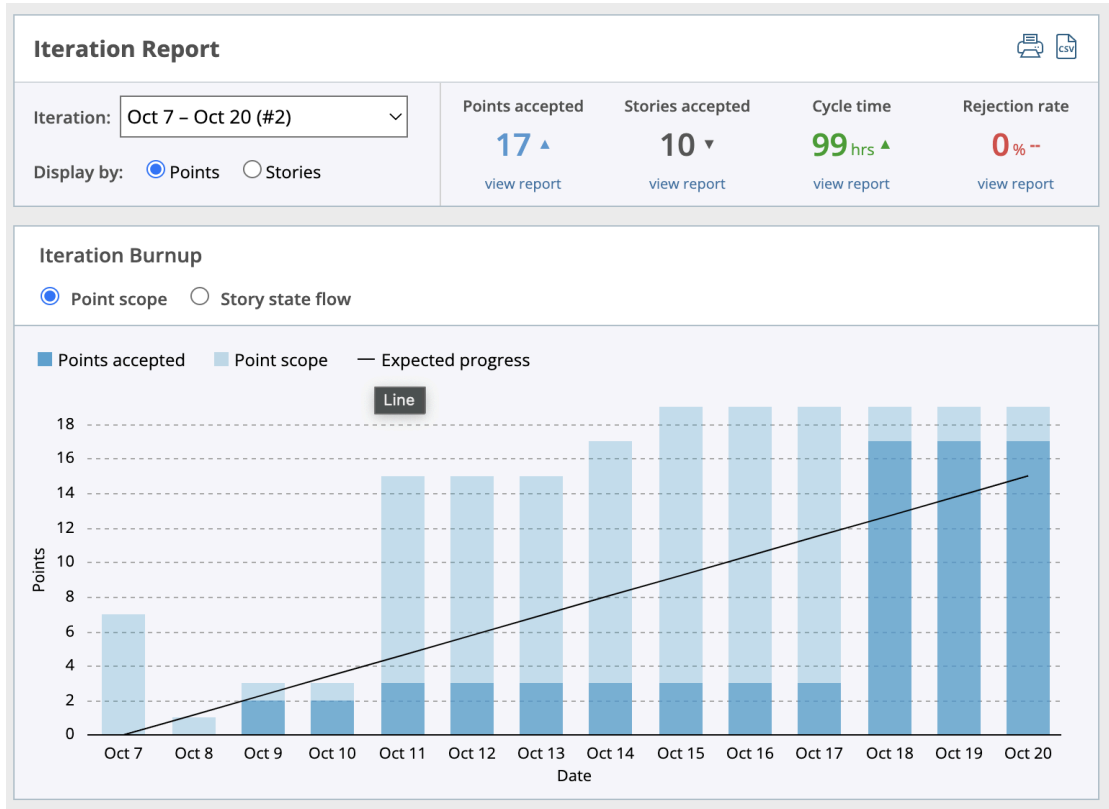 Iteration Report
CSV
Iteration: Oct 7 – Oct 20 (#2)
Display by: Points Stories
Points accepted
17 ▲
view report
Stories accepted
10 ▼
view report
Cycle time
99 hrs ▲
view report
Rejection rate
0 % --
view report
Iteration Burnup
Point scope Story state flow
Points accepted Point scope Expected progress
Line
18
16
14
12
10
8
6
4
2
0
Points
Oct 7 Oct 8 Oct 9 Oct 10 Oct 11 Oct 12 Oct 13 Oct 14 Oct 15 Oct 16 Oct 17 Oct 18 Oct 19 Oct 20
Date